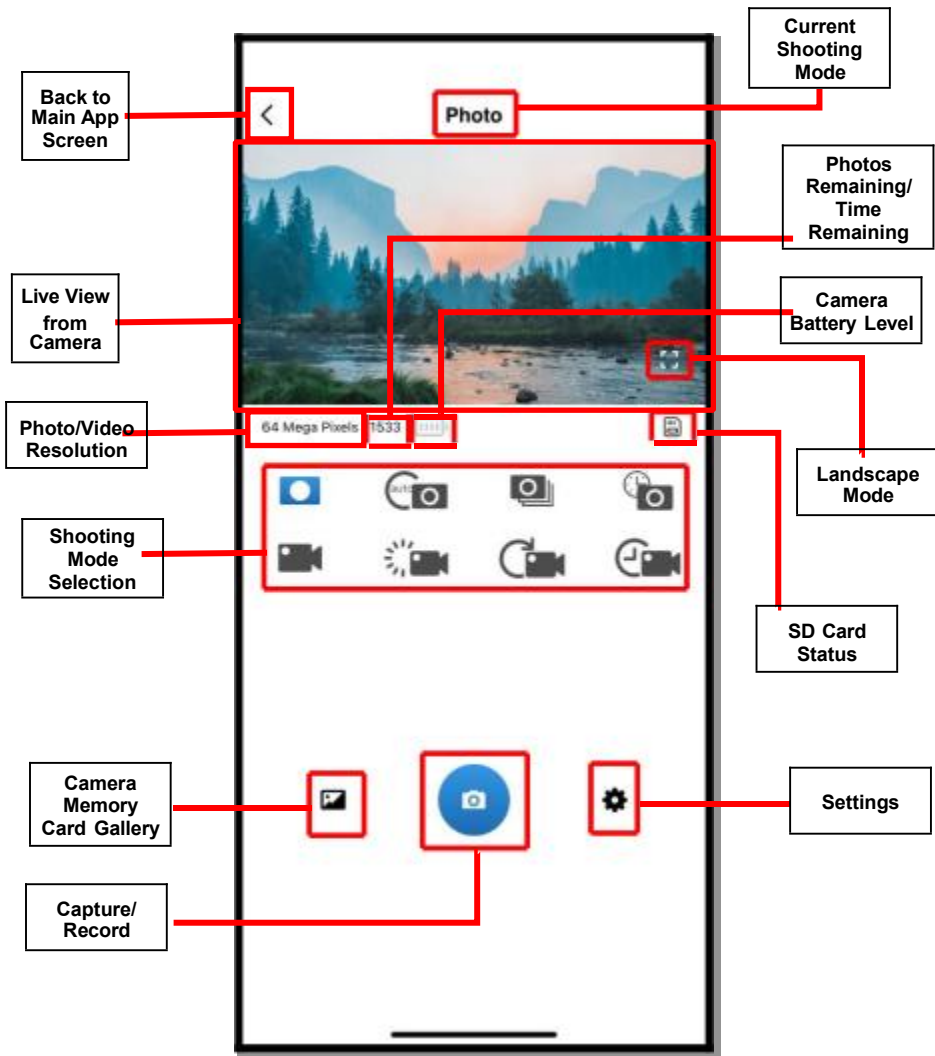 Current
Shooting
Mode
Back to
Main App
Screen
Photo
Photos
Remaining/
Time
Remaining
Live View
from
Camera
Camera
Battery Level
Photo/Video
Resolution
64 Mega Pixels
1533
auto
Landscape
Mode
Shooting
Mode
Selection
SD Card
Status
Camera
Memory
Card Gallery
Settings
Capture/
Record